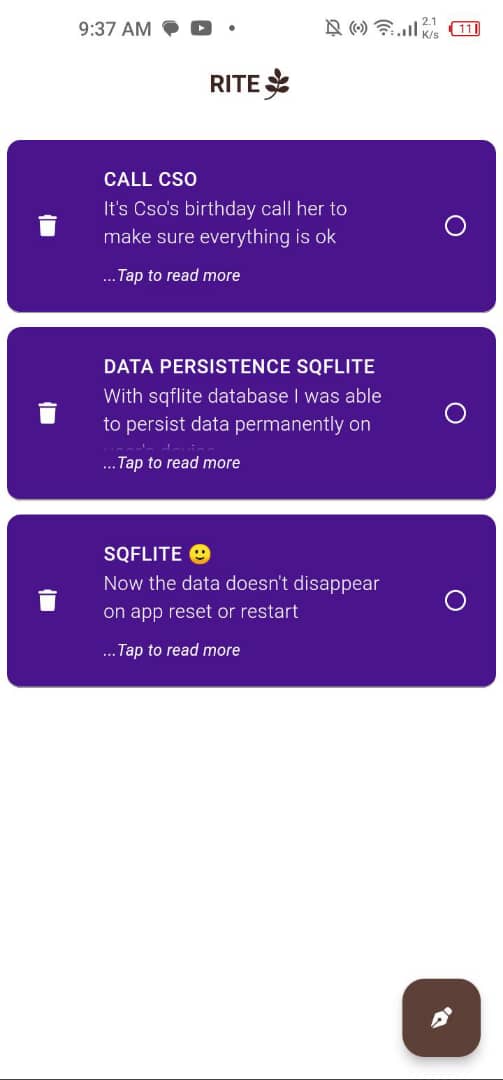 9:37 AM
2.1
K/s
11
RITE
CALL CSO
It's Cso's birthday call her to
make sure everything is ok
...Tap to read more
DATA PERSISTENCE SQFLITE
With sqflite database I was able
to persist data permanently on
...Tap to read more
SQFLITE 🙂
Now the data doesn't disappear
on app reset or restart
...Tap to read more